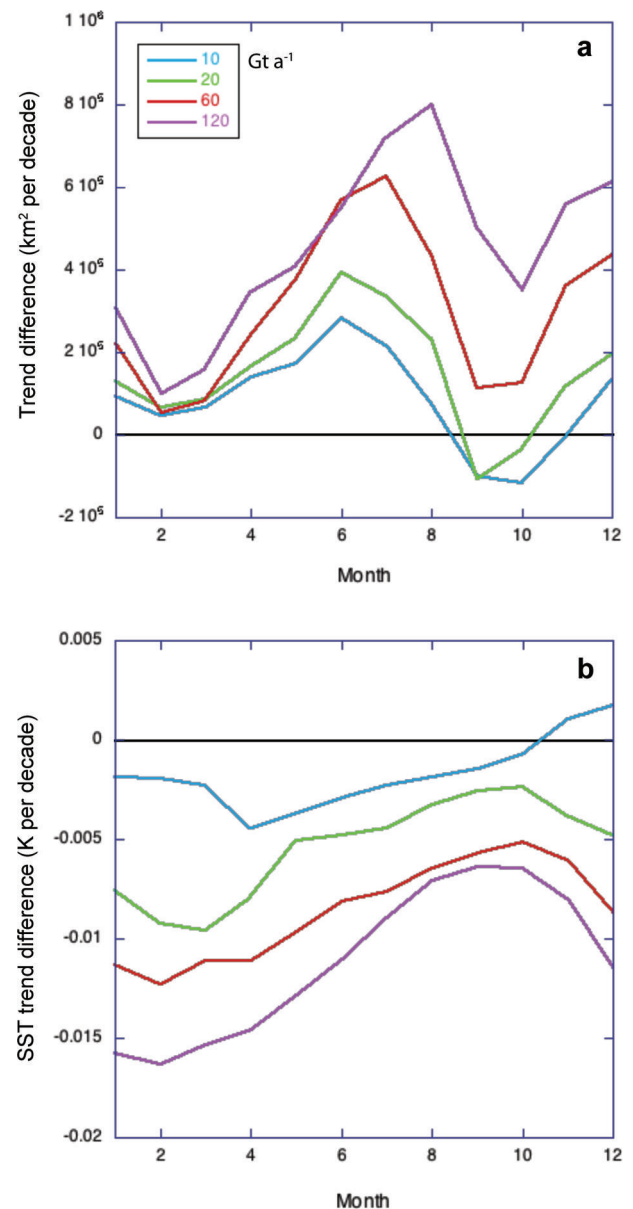 1 10⁶
a
10 Gt a⁻¹
20
60
120
8 10⁵
6 10⁵
4 10⁵
2 10⁵
0
-2 10⁵
Trend difference (km² per decade)
2 4 6 8 10 12
Month
0.005
b
0
-0.005
-0.01
-0.015
-0.02
SST trend difference (K per decade)
2 4 6 8 10 12
Month